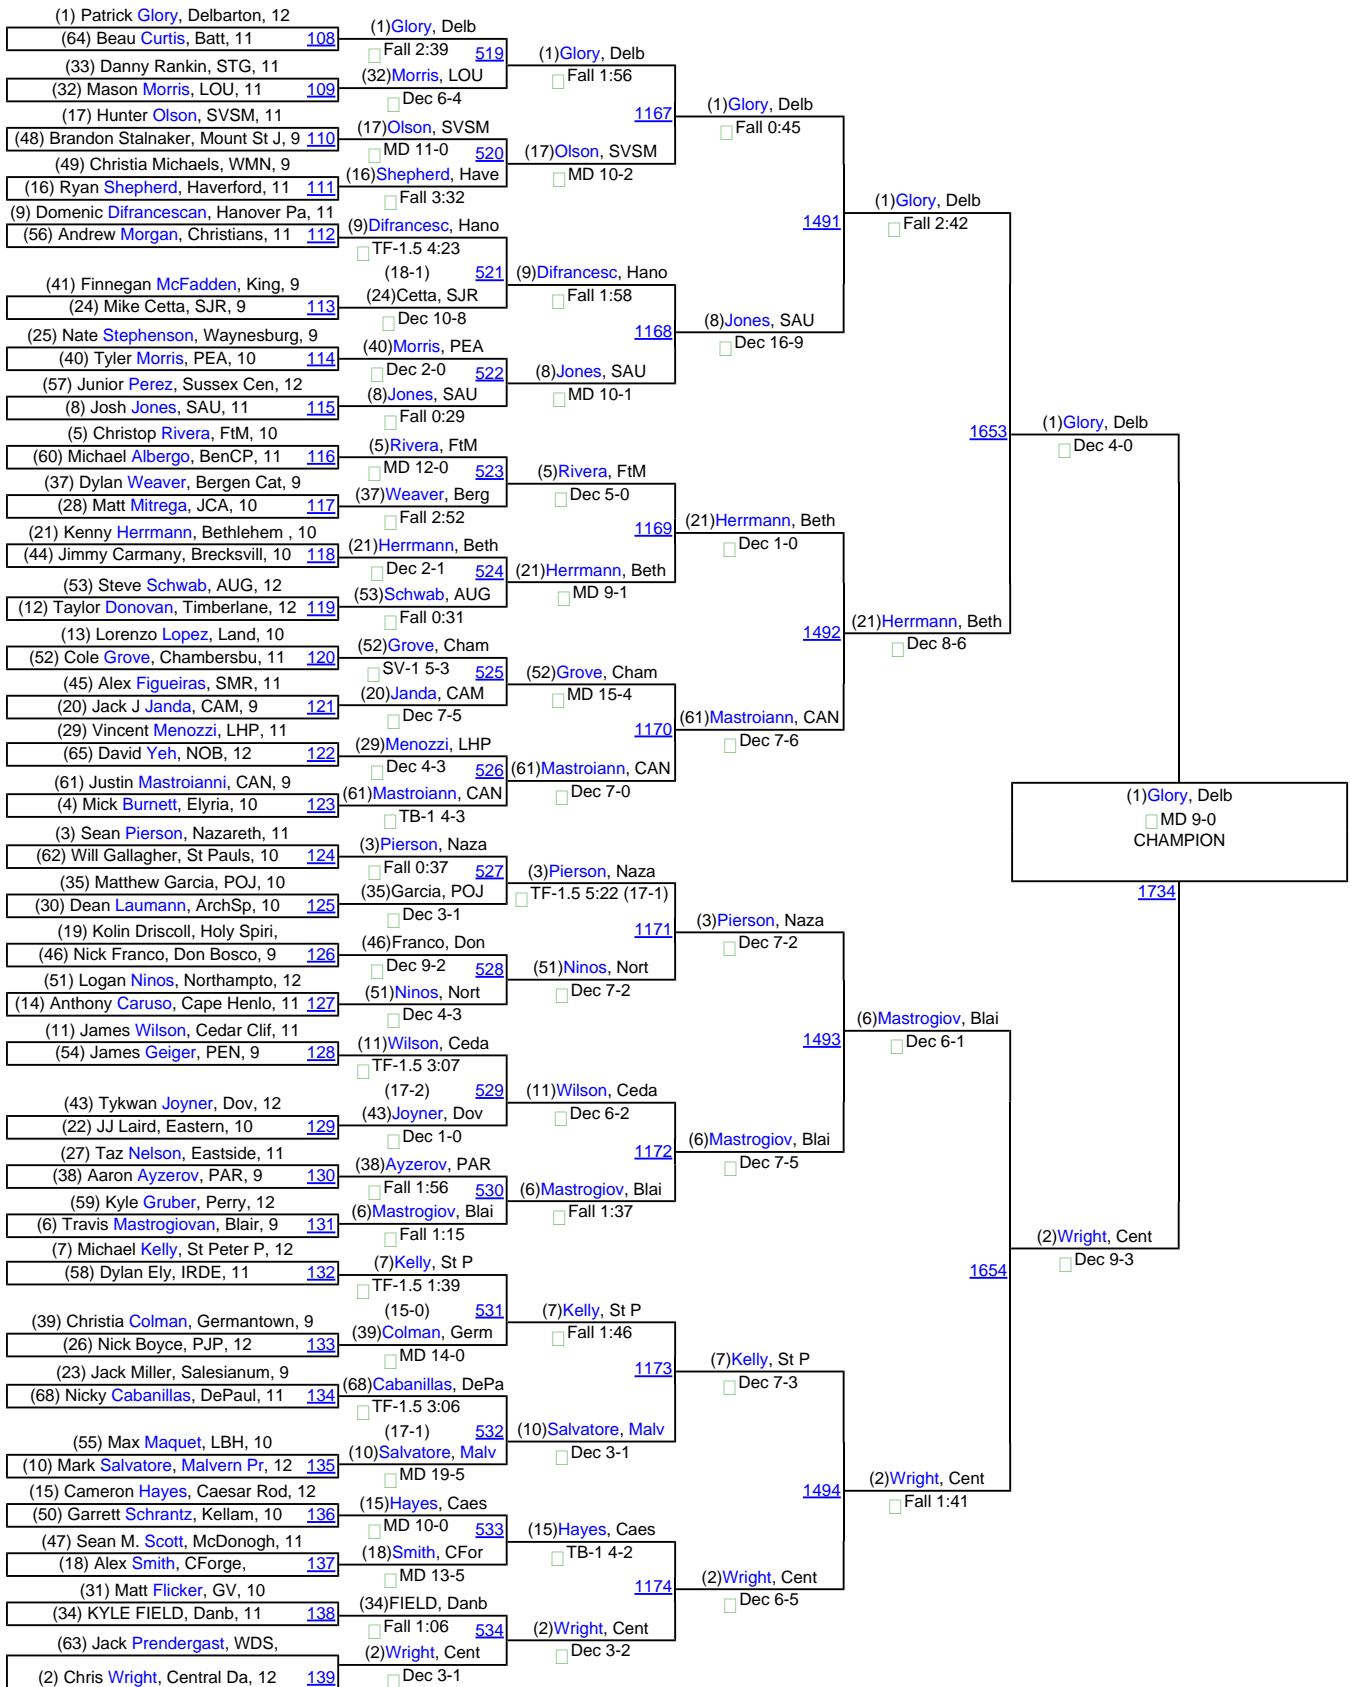 (1) Patrick Glory, Delbarton, 12
(64) Beau Curtis, Batt, 11 108
(33) Danny Rankin, STG, 11
(32) Mason Morris, LOU, 11 109
(17) Hunter Olson, SVSM, 11
(48) Brandon Stalnaker, Mount St J, 9 110
(49) Christia Michaels, WMN, 9
(16) Ryan Shepherd, Haverford, 11 111
(9) Domenic Difrancescan, Hanover Pa, 11
(56) Andrew Morgan, Christians, 11 112
(41) Finnegan McFadden, King, 9
(24) Mike Cetta, SJR, 9 113
(25) Nate Stephenson, Waynesburg, 9
(40) Tyler Morris, PEA, 10 114
(57) Junior Perez, Sussex Cen, 12
(8) Josh Jones, SAU, 11 115
(5) Christop Rivera, FtM, 10
(60) Michael Albergo, BenCP, 11 116
(37) Dylan Weaver, Bergen Cat, 9
(28) Matt Mitrega, JCA, 10 117
(21) Kenny Herrmann, Bethlehem , 10
(44) Jimmy Carmany, Brecksvill, 10 118
(53) Steve Schwab, AUG, 12
(12) Taylor Donovan, Timberlane, 12 119
(13) Lorenzo Lopez, Land, 10
(52) Cole Grove, Chambersbu, 11 120
(45) Alex Figueiras, SMR, 11
(20) Jack J Janda, CAM, 9 121
(29) Vincent Menozzi, LHP, 11
(65) David Yeh, NOB, 12 122
(61) Justin Mastroianni, CAN, 9
(4) Mick Burnett, Elyria, 10 123
(3) Sean Pierson, Nazareth, 11
(62) Will Gallagher, St Pauls, 10 124
(35) Matthew Garcia, POJ, 10
(30) Dean Laumann, ArchSp, 10 125
(19) Kolin Driscoll, Holy Spiri,
(46) Nick Franco, Don Bosco, 9 126
(51) Logan Ninos, Northampto, 12
(14) Anthony Caruso, Cape Henlo, 11 127
(11) James Wilson, Cedar Clif, 11
(54) James Geiger, PEN, 9 128
(43) Tykwan Joyner, Dov, 12
(22) JJ Laird, Eastern, 10 129
(27) Taz Nelson, Eastside, 11
(38) Aaron Ayzerov, PAR, 9 130
(59) Kyle Gruber, Perry, 12
(6) Travis Mastrogiovan, Blair, 9 131
(7) Michael Kelly, St Peter P, 12
(58) Dylan Ely, IRDE, 11 132
(39) Christia Colman, Germantown, 9
(26) Nick Boyce, PJP, 12 133
(23) Jack Miller, Salesianum, 9
(68) Nicky Cabanillas, DePaul, 11 134
(55) Max Maquet, LBH, 10
(10) Mark Salvatore, Malvern Pr, 12 135
(15) Cameron Hayes, Caesar Rod, 12
(50) Garrett Schrantz, Kellam, 10 136
(47) Sean M. Scott, McDonogh, 11
(18) Alex Smith, CForge, 137
(31) Matt Flicker, GV, 10
(34) KYLE FIELD, Danb, 11 138
(63) Jack Prendergast, WDS,
(2) Chris Wright, Central Da, 12 139
(1)Glory, Delb
Fall 2:39 519
(32)Morris, LOU
Dec 6-4
(17)Olson, SVSM
MD 11-0 520
(16)Shepherd, Have
Fall 3:32
(9)Difrancesc, Hano
TF-1.5 4:23
(18-1) 521
(24)Cetta, SJR
Dec 10-8
(40)Morris, PEA
Dec 2-0 522
(8)Jones, SAU
Fall 0:29
(5)Rivera, FtM
MD 12-0 523
(37)Weaver, Berg
Fall 2:52
(21)Herrmann, Beth
Dec 2-1 524
(53)Schwab, AUG
Fall 0:31
(52)Grove, Cham
SV-1 5-3 525
(20)Janda, CAM
Dec 7-5
(29)Menozzi, LHP
Dec 4-3 526
(61)Mastroiann, CAN
TB-1 4-3
(3)Pierson, Naza
Fall 0:37 527
(35)Garcia, POJ
Dec 3-1
(46)Franco, Don
Dec 9-2 528
(51)Ninos, Nort
Dec 4-3
(11)Wilson, Ceda
TF-1.5 3:07
(17-2) 529
(43)Joyner, Dov
Dec 1-0
(38)Ayzerov, PAR
Fall 1:56 530
(6)Mastrogiov, Blai
Fall 1:15
(7)Kelly, St P
TF-1.5 1:39
(15-0) 531
(39)Colman, Germ
MD 14-0
(68)Cabanillas, DePa
TF-1.5 3:06
(17-1) 532
(10)Salvatore, Malv
MD 19-5
(15)Hayes, Caes
MD 10-0 533
(18)Smith, CFor
MD 13-5
(34)FIELD, Danb
Fall 1:06 534
(2)Wright, Cent
Dec 3-1
(1)Glory, Delb
Fall 1:56
1167
(17)Olson, SVSM
MD 10-2
(9)Difrancesc, Hano
Fall 1:58
1168
(8)Jones, SAU
MD 10-1
(5)Rivera, FtM
Dec 5-0
1169
(21)Herrmann, Beth
MD 9-1
(52)Grove, Cham
MD 15-4
1170
(61)Mastroiann, CAN
Dec 7-0
(3)Pierson, Naza
TF-1.5 5:22 (17-1)
1171
(51)Ninos, Nort
Dec 7-2
(11)Wilson, Ceda
Dec 6-2
1172
(6)Mastrogiov, Blai
Fall 1:37
(7)Kelly, St P
Fall 1:46
1173
(10)Salvatore, Malv
Dec 3-1
(15)Hayes, Caes
TB-1 4-2
1174
(2)Wright, Cent
Dec 3-2
(1)Glory, Delb
Fall 0:45
1491
(8)Jones, SAU
Dec 16-9
(21)Herrmann, Beth
Dec 1-0
1492
(61)Mastroiann, CAN
Dec 7-6
(3)Pierson, Naza
Dec 7-2
1493
(6)Mastrogiov, Blai
Dec 7-5
(7)Kelly, St P
Dec 7-3
1494
(2)Wright, Cent
Dec 6-5
(1)Glory, Delb
Fall 2:42
1653
(21)Herrmann, Beth
Dec 8-6
(6)Mastrogiov, Blai
Dec 6-1
1654
(2)Wright, Cent
Fall 1:41
(1)Glory, Delb
Dec 4-0
(2)Wright, Cent
Dec 9-3
(1)Glory, Delb
MD 9-0
CHAMPION
1734